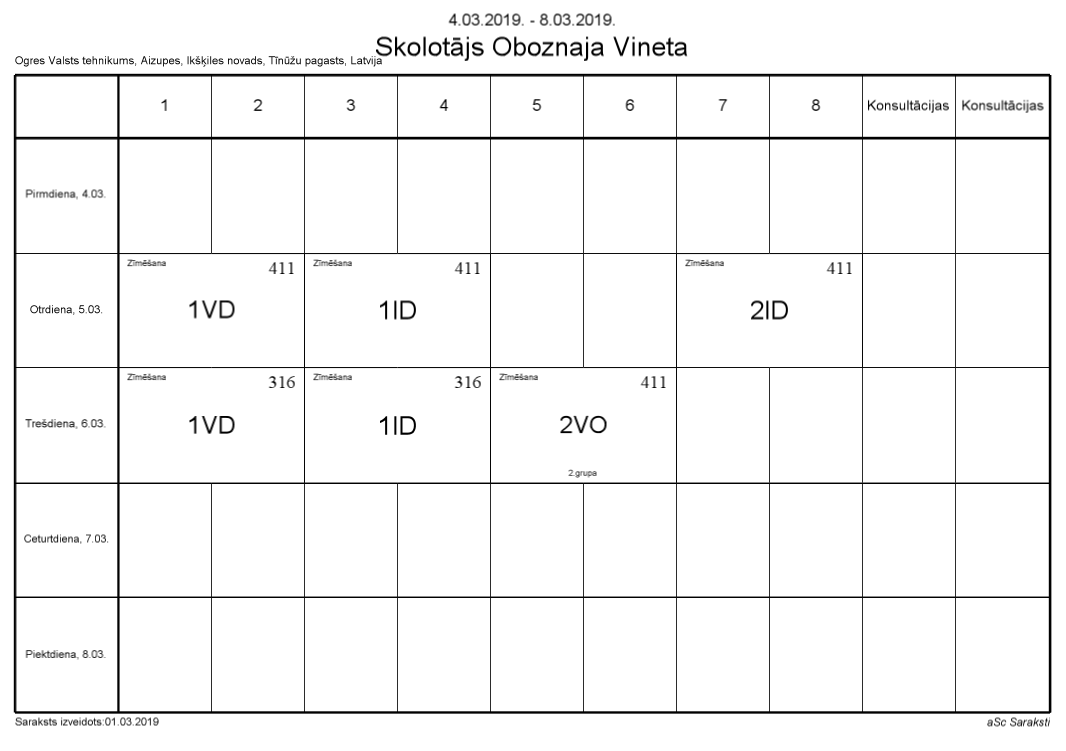 4.03.2019. - 8.03.2019.
Skolotājs Oboznaja Vineta
Ogres Valsts tehnikums, Aizupes, Ikšķiles novads, Tīnūžu pagasts, Latvija
1 2 3 4 5 6 7 8 Konsultācijas Konsultācijas
Pirmdiena, 4.03.
Zīmēšana 411 Zīmēšana 411 Zīmēšana 411
Otrdiena, 5.03. 1VD 1ID 2ID
Zīmēšana 316 Zīmēšana 316 Zīmēšana 411
Trešdiena, 6.03. 1VD 1ID 2VO
2.grupa
Ceturtdiena, 7.03.
Piektdiena, 8.03.
Saraksts izveidots:01.03.2019 aSc Saraksti